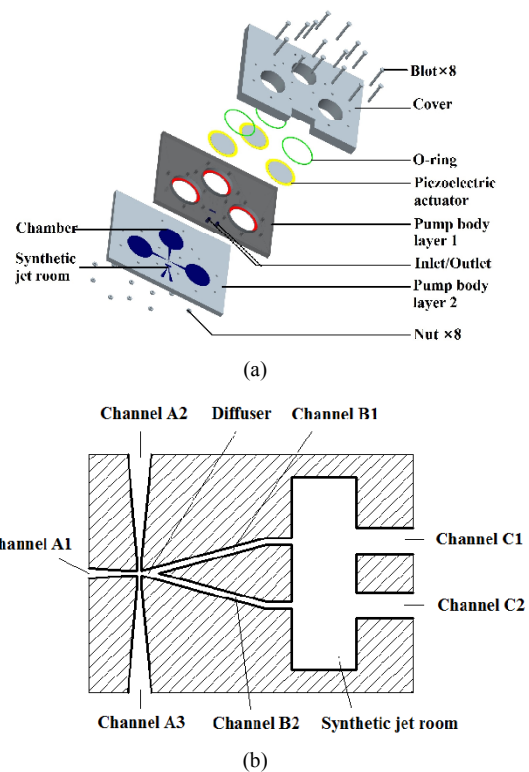 (a)
Blot×8
Cover
O-ring
Piezoelectric
actuator
Pump body
layer 1
Inlet/Outlet
Pump body
layer 2
Nut ×8
Chamber
Synthetic
jet room
(a)
Channel A2
Diffuser
Channel B1
hannel A1
Channel C1
Channel C2
Channel A3
Channel B2
Synthetic jet room
(b)